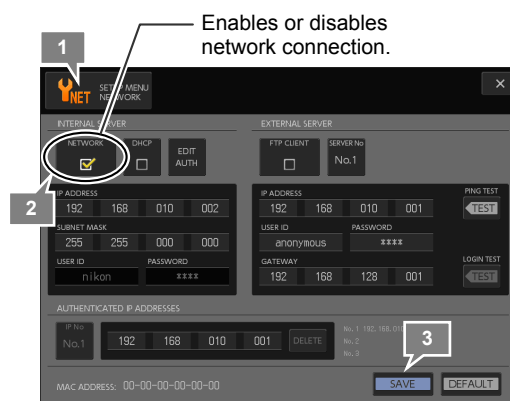 Enables or disables
network connection.
1
NET SETUP MENU
NETWORK
×
INTERNAL SERVER
EXTERNAL SERVER
NETWORK
DHCP
EDIT
AUTH
FTP CLIENT
SERVER No
No.1
2
IP ADDRESS
192 168 010 002
SUBNET MASK
255 255 000 000
USER ID PASSWORD
nikon ****
IP ADDRESS
192 168 010 001
USER ID PASSWORD
anonymous ****
GATEWAY
192 168 128 001
PING TEST
TEST
LOGIN TEST
TEST
AUTHENTICATED IP ADDRESSES
IP No
No.1
192 168 010 001 DELETE
No. 1 192. 168. 010
No. 2
No. 3
3
MAC ADDRESS: 00-00-00-00-00-00
SAVE DEFAULT